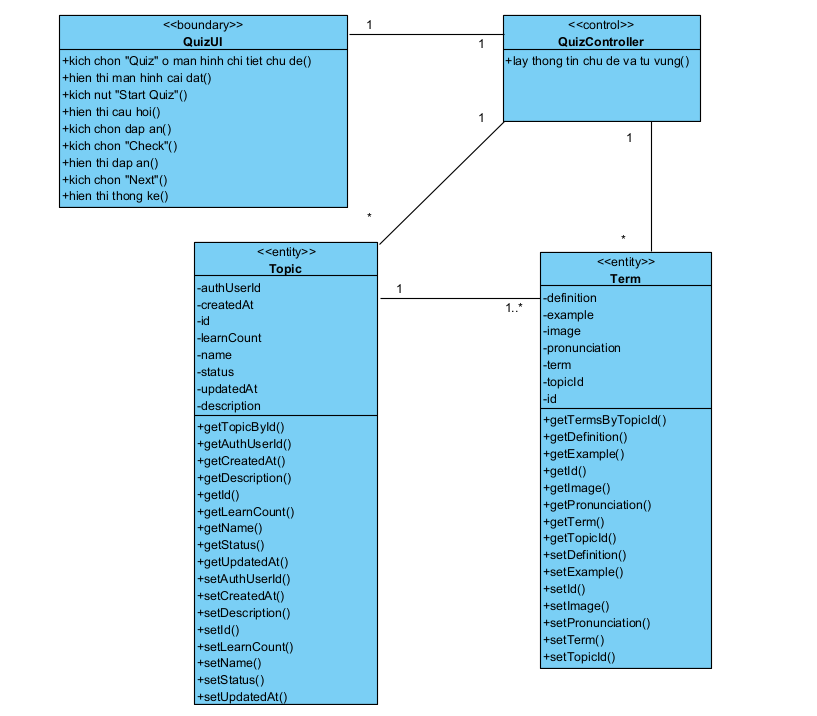 <<boundary>>
QuizUI
+kich chon "Quiz" o man hinh chi tiet chu de()
+hien thi man hinh cai dat()
+kich nut "Start Quiz"()
+hien thi cau hoi()
+kich chon dap an()
+kich chon "Check"()
+hien thi dap an()
+kich chon "Next"()
+hien thi thong ke()
1
1
<<control>>
QuizController
+lay thong tin chu de va tu vung()
1
*
1
*
<<entity>>
Topic
-authUserId
-createdAt
-id
-learnCount
-name
-status
-updatedAt
-description
+getTopicById()
+getAuthUserId()
+getCreatedAt()
+getDescription()
+getId()
+getLearnCount()
+getName()
+getStatus()
+getUpdatedAt()
+setAuthUserId()
+setCreatedAt()
+setDescription()
+setId()
+setLearnCount()
+setName()
+setStatus()
+setUpdatedAt()
1
1..*
<<entity>>
Term
-definition
-example
-image
-pronunciation
-term
-topicId
-id
+getTermsByTopicId()
+getDefinition()
+getExample()
+getId()
+getImage()
+getPronunciation()
+getTerm()
+getTopicId()
+setDefinition()
+setExample()
+setId()
+setImage()
+setPronunciation()
+setTerm()
+setTopicId()